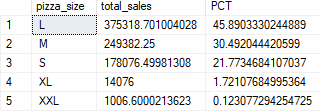 pizza_size total_sales PCT
1 L 375318.701004028 45.8903330244889
2 M 249382.25 30.492044420599
3 S 178076.49981308 21.7734684107037
4 XL 14076 1.72107684995364
5 XXL 1006.6000213623 0.123077294254725